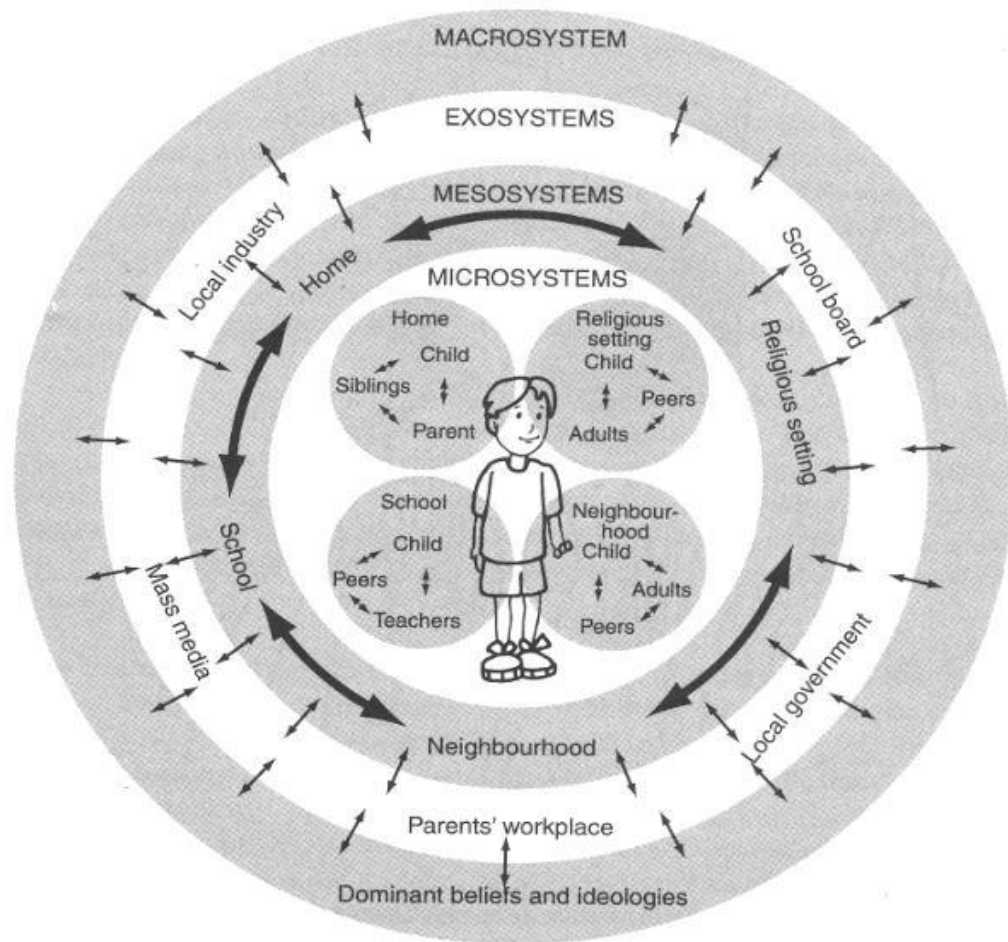 MACROSYSTEM
EXOSYSTEMS
MESOSYSTEMS
MICROSYSTEMS
Local industry
Home
School board
Religious setting
Home
Child
Siblings
Parent
Religious
setting
Child
Peers
Adults
School
Child
Peers
Teachers
Neighbour-
hood
Child
Adults
Peers
School
Mass media
Local government
Neighbourhood
Parents' workplace
Dominant beliefs and ideologies